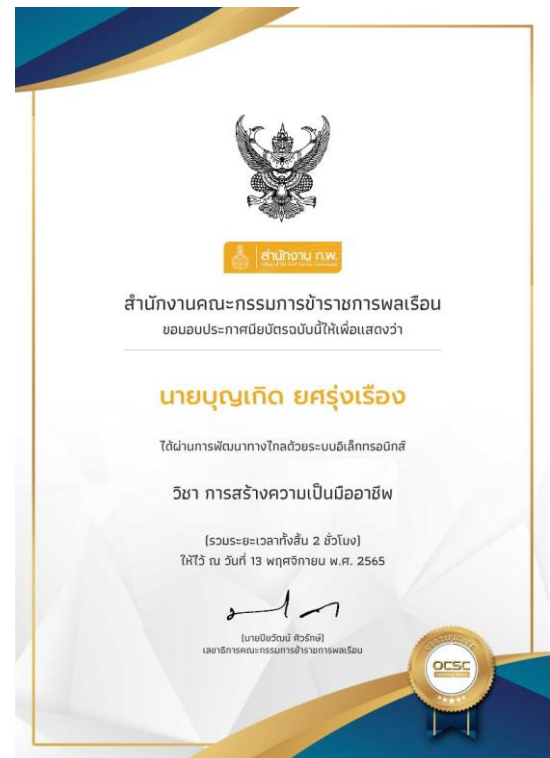 สำนักงาน ก.พ.
Office of the Civil Service Commission
สำนักงานคณะกรรมการข้าราชการพลเรือน
ขอมอบประกาศนียบัตรฉบับนี้ให้เพื่อแสดงว่า
นายบุญเกิด ยศรุ่งเรือง
ได้ผ่านการพัฒนาทางไกลด้วยระบบอิเล็กทรอนิกส์
วิชา การสร้างความเป็นมืออาชีพ
(รวมระยะเวลาทั้งสิ้น 2 ชั่วโมง)
ให้ไว้ ณ วันที่ 13 พฤศจิกายน พ.ศ. 2565
(นายปิยวัฒน์ ศิวรักษ์)
เลขาธิการคณะกรรมการข้าราชการพลเรือน
CERTIFICATE
OCSC
Learning Space